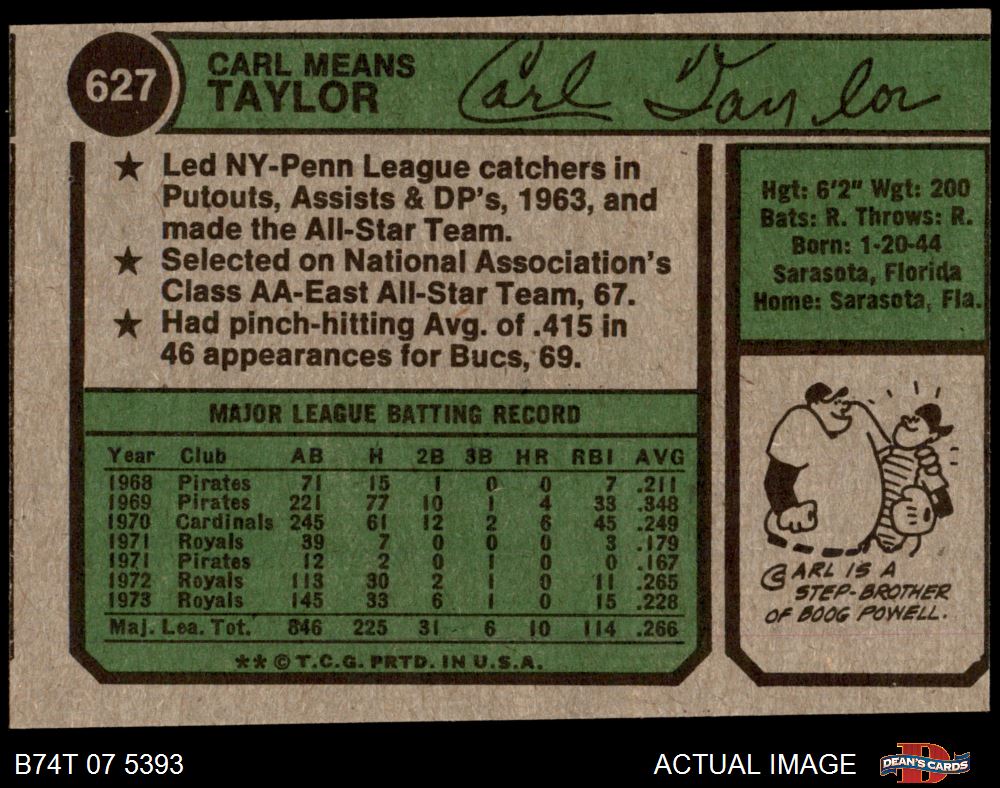 627
CARL MEANS
TAYLOR
Carl Taylor
★ Led NY-Penn League catchers in
Putouts, Assists & DP's, 1963, and
made the All-Star Team.
★ Selected on National Association's
Class AA-East All-Star Team, 67.
★ Had pinch-hitting Avg. of .415 in
46 appearances for Bucs, 69.
Hgt: 6'2" Wgt: 200
Bats: R. Throws: R.
Born: 1-20-44
Sarasota, Florida
Home: Sarasota, Fla.
MAJOR LEAGUE BATTING RECORD
Year Club AB H 2B 3B HR RBI AVG
1968 Pirates 71 15 1 0 0 7 .211
1969 Pirates 221 77 10 1 4 33 .348
1970 Cardinals 245 61 12 2 6 45 .249
1971 Royals 39 7 0 0 0 3 .179
1971 Pirates 12 2 0 1 0 0 .167
1972 Royals 113 30 2 1 0 11 .265
1973 Royals 145 33 6 1 0 15 .228
Maj. Lea. Tot. 846 225 31 6 10 114 .266
** © T.C.G. PRTD. IN U.S.A.
CARL IS A
STEP-BROTHER
OF BOOG POWELL.
B74T 07 5393
ACTUAL IMAGE
D
DEAN'S CARDS